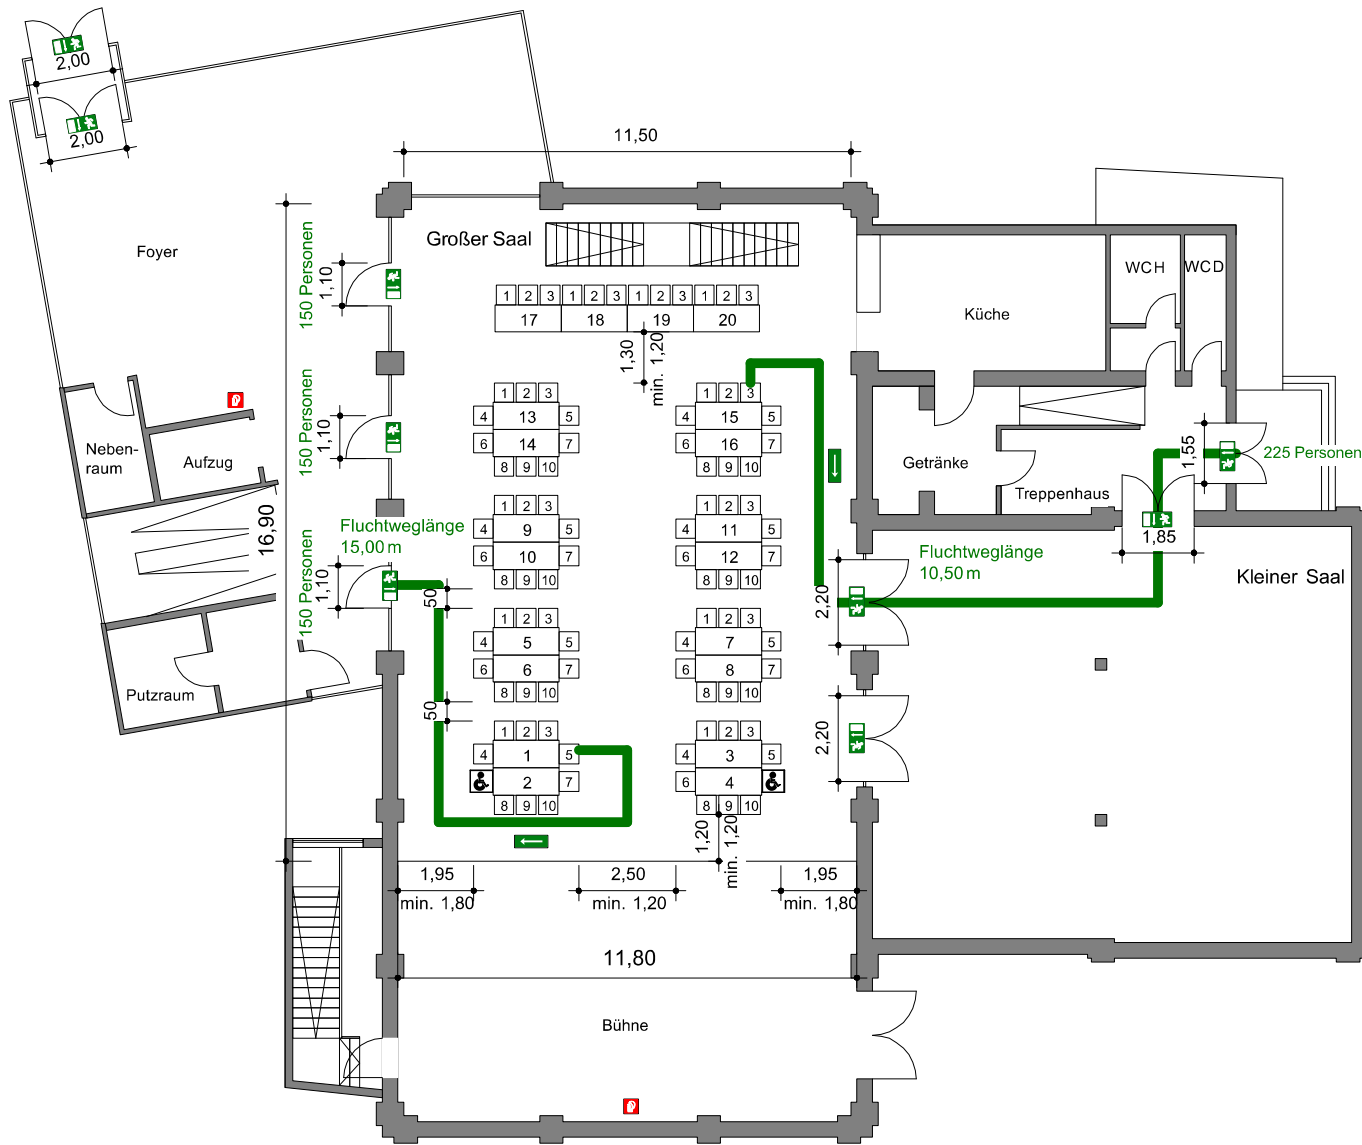 2,00
2,00
11,50
Foyer
Großer Saal
150 Personen
1,10
WCH
WCD
Küche
1 2 3 1 2 3 1 2 3 1 2 3
17 18 19 20
1,30
min. 1,20
150 Personen
1,10
1 2 3
4 13 5
6 14 7
8 9 10
1 2 3
4 15 5
6 16 7
8 9 10
Neben-
raum
Aufzug
Getränke
Treppenhaus
1,55
225 Personen
1,85
16,90
Fluchtweglänge
15,00 m
1 2 3
4 9 5
6 10 7
8 9 10
1 2 3
4 11 5
6 12 7
8 9 10
Fluchtweglänge
10,50 m
Kleiner Saal
150 Personen
1,10
50
2,20
1 2 3
4 5 5
6 6 7
8 9 10
1 2 3
4 7 5
6 8 7
8 9 10
Putzraum
50
2,20
1 2 3
4 1 5
2 7
8 9 10
1 2 3
4 3 5
6 4
8 9 10
1,20
min. 1,20
1,95
min. 1,80
2,50
min. 1,20
1,95
min. 1,80
11,80
Bühne